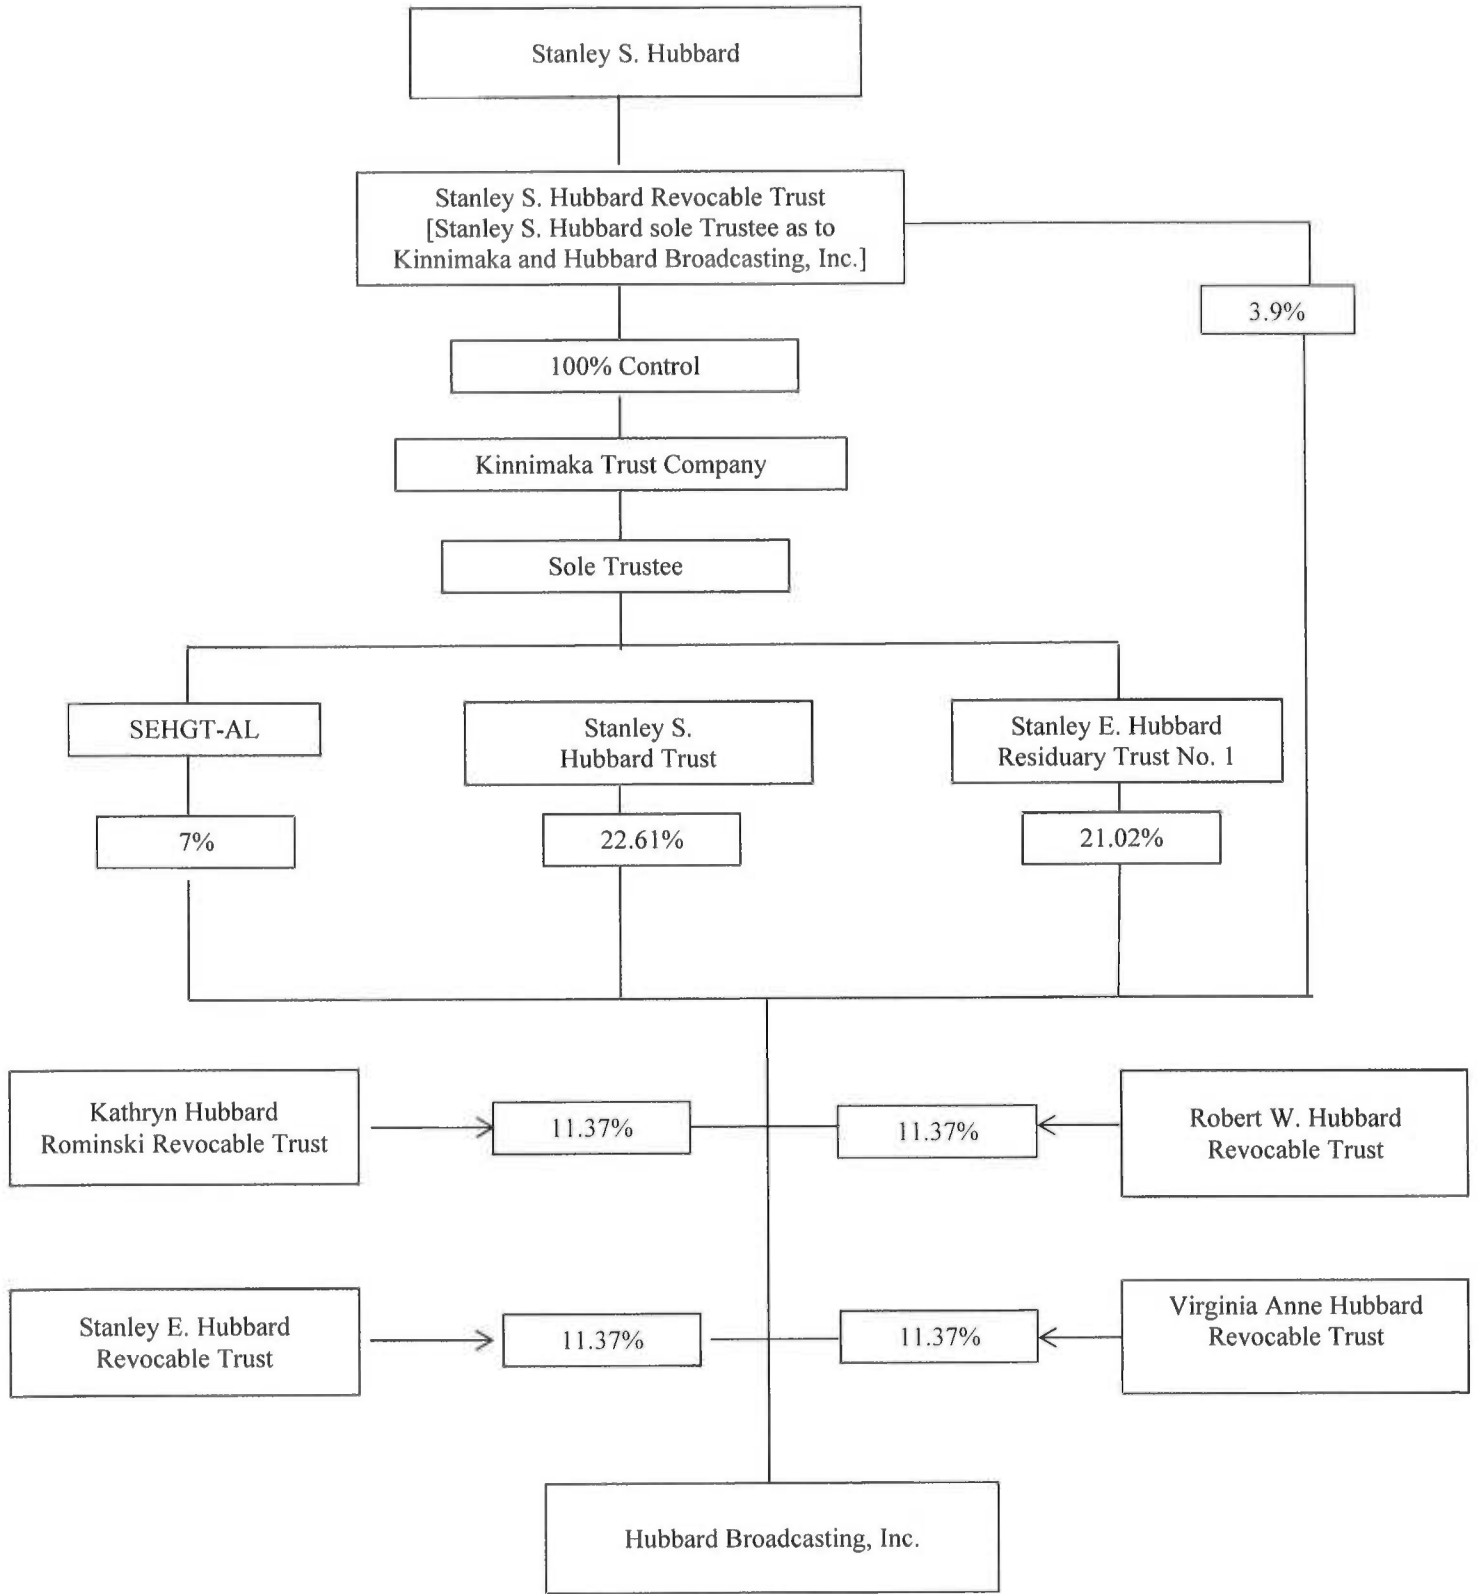 Stanley S. Hubbard
Stanley S. Hubbard Revocable Trust
[Stanley S. Hubbard sole Trustee as to
Kinnimaka and Hubbard Broadcasting, Inc.]
3.9%
100% Control
Kinnimaka Trust Company
Sole Trustee
SEHGT-AL
Stanley S.
Hubbard Trust
Stanley E. Hubbard
Residuary Trust No. 1
7%
22.61%
21.02%
Kathryn Hubbard
Rominski Revocable Trust
11.37%
11.37%
Robert W. Hubbard
Revocable Trust
Stanley E. Hubbard
Revocable Trust
11.37%
11.37%
Virginia Anne Hubbard
Revocable Trust
Hubbard Broadcasting, Inc.